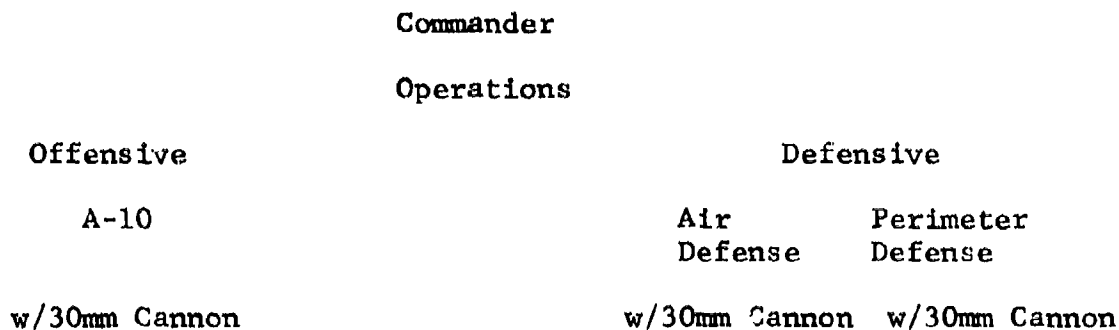 Commander
Operations
Offensive Defensive
A-10 Air Perimeter
Defense Defense
w/30mm Cannon w/30mm Cannon w/30mm Cannon